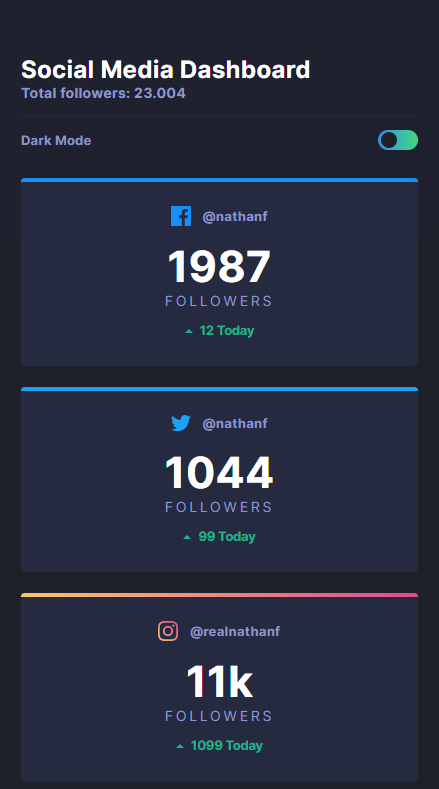 Social Media Dashboard
Total followers: 23.004
Dark Mode
@nathanf
1987
FOLLOWERS
12 Today
@nathanf
1044
FOLLOWERS
99 Today
@realnathanf
11k
FOLLOWERS
1099 Today